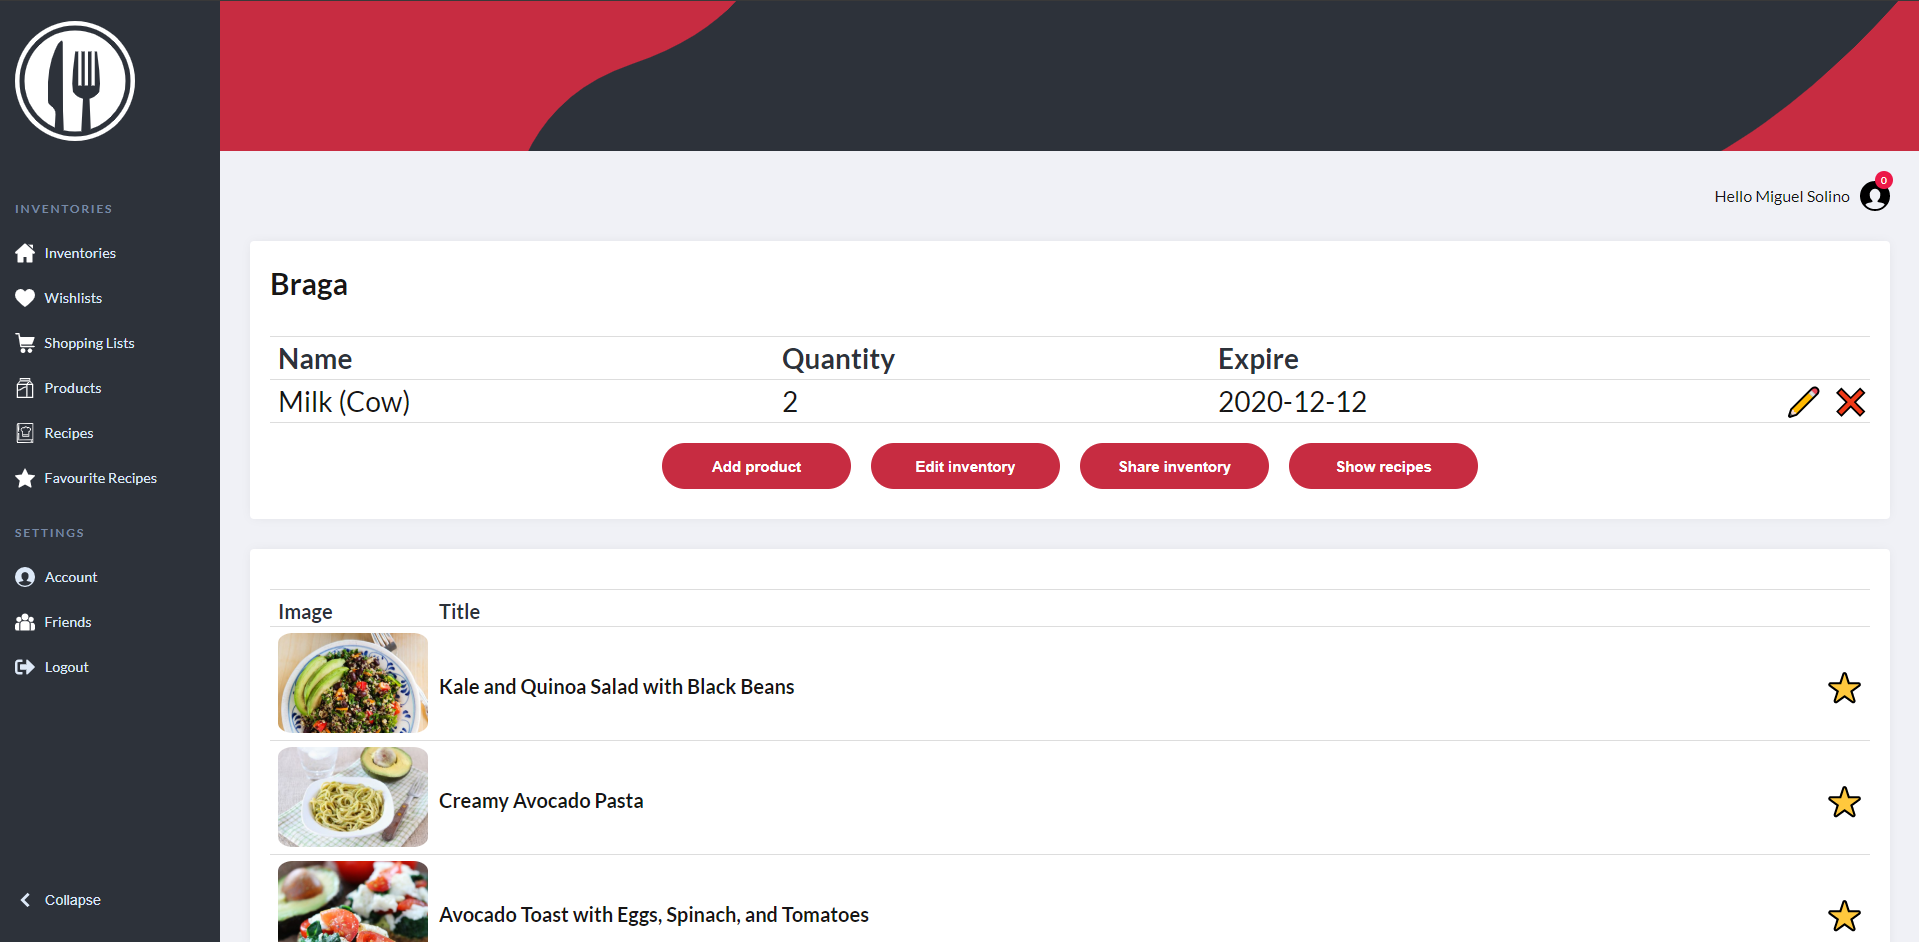 INVENTORIES
Inventories
Wishlists
Shopping Lists
Products
Recipes
Favourite Recipes
SETTINGS
Account
Friends
Logout
Collapse
0
Hello Miguel Solino
Braga
Name Quantity Expire
Milk (Cow) 2 2020-12-12
Add product Edit inventory Share inventory Show recipes
Image Title
Kale and Quinoa Salad with Black Beans
Creamy Avocado Pasta
Avocado Toast with Eggs, Spinach, and Tomatoes